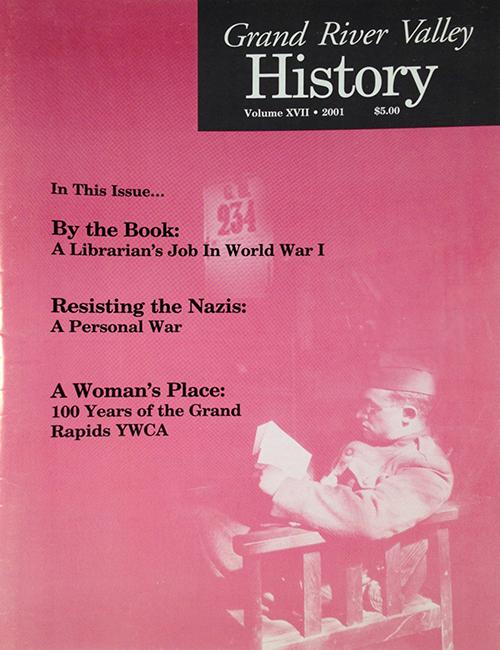 Grand River Valley
History
Volume XVII • 2001 $5.00
In This Issue...
234
By the Book:
A Librarian's Job In World War I
Resisting the Nazis:
A Personal War
A Woman's Place:
100 Years of the Grand
Rapids YWCA